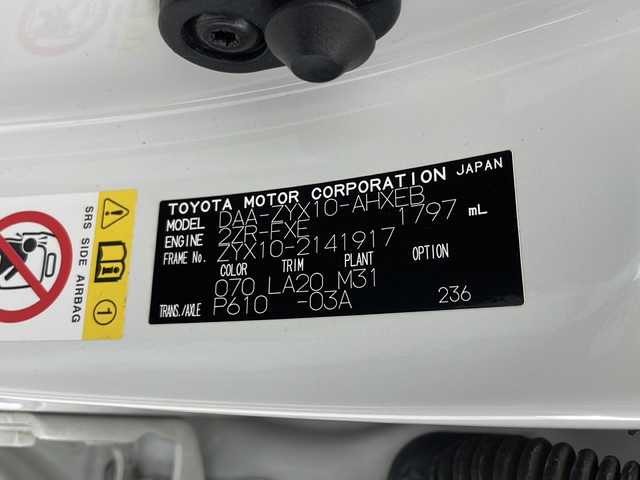 TOYOTA MOTOR CORPORATION JAPAN
MODEL DAA-ZYX10-AHXEB
ENGINE 2ZR-FXE 1797 mL
FRAME No. ZYX10-2141917
COLOR TRIM PLANT OPTION
070 LA20 M31
TRANS./AXLE P610 -03A 236
SRS SIDE AIRBAG
1